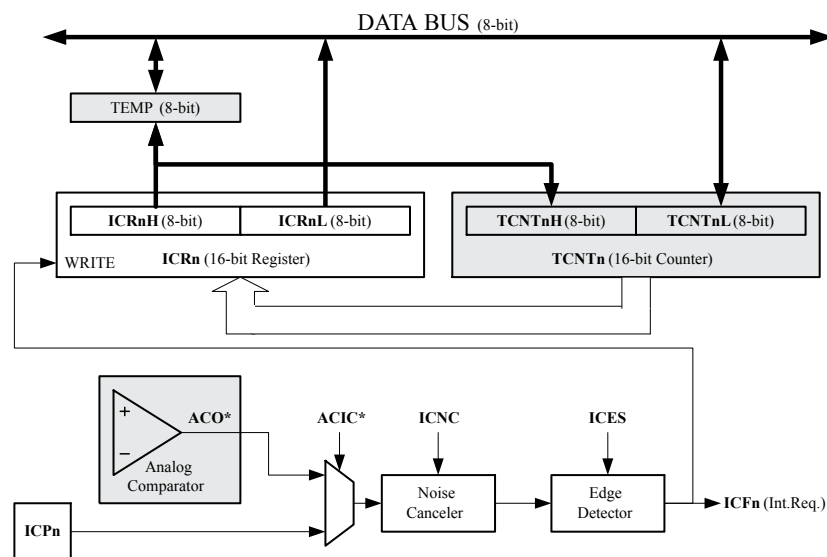 DATA BUS (8-bit)
TEMP (8-bit)
ICRnH (8-bit)
ICRnL (8-bit)
TCNTnH (8-bit)
TCNTnL (8-bit)
WRITE
ICRn (16-bit Register)
TCNTn (16-bit Counter)
+
−
ACO*
Analog
Comparator
ACIC*
ICNC
ICES
ICPn
Noise
Canceler
Edge
Detector
ICFn (Int.Req.)